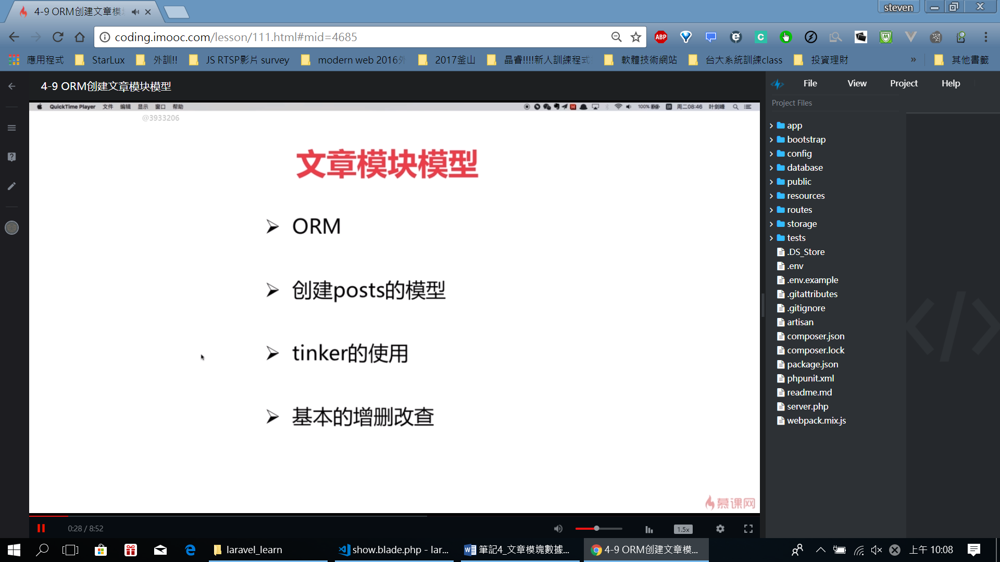 4-9 ORM创建文章模
steven
coding.imooc.com/lesson/111.html#mid=4685
ABP
應用程式
StarLux
外訓!!
JS RTSP影片 survey
modern web 2016
2017釜山
晶睿!!!!新人訓練程式
軟體技術網站
台大系統訓練class
投資理財
»
其他書籤
4-9 ORM创建文章模块模型
File View Project Help
Project Files
QuickTime Player 文件 编辑 显示 窗口 帮助
100% 周二08:46 叶剑峰
@3933206
文章模块模型
ORM
创建posts的模型
tinker的使用
基本的增删改查
慕课网
app
bootstrap
config
database
public
resources
routes
storage
tests
.DS_Store
.env
.env.example
.gitattributes
.gitignore
artisan
composer.json
composer.lock
package.json
phpunit.xml
readme.md
server.php
webpack.mix.js
0:28 / 8:52
1.5x
laravel_learn
show.blade.php - lar...
筆記4_文章模塊數據...
4-9 ORM创建文章模...
上午 10:08